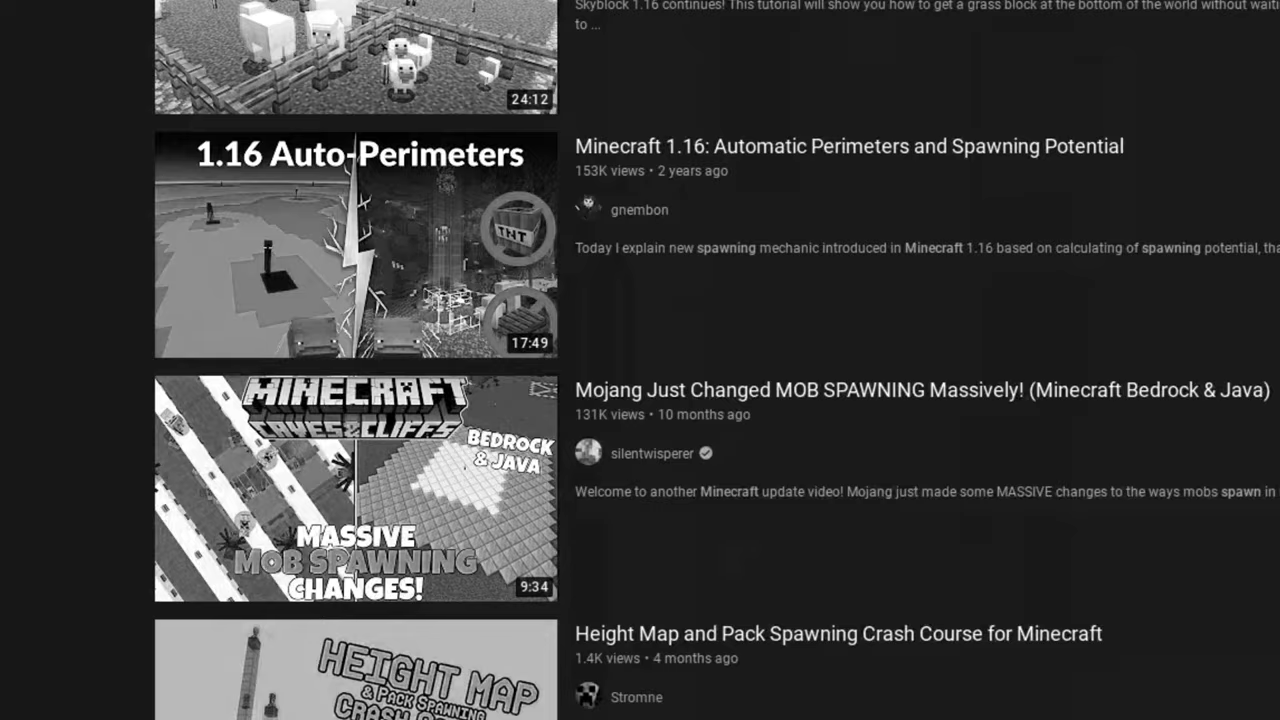 Skyblock 1.16 continues! This tutorial will show you how to get a grass block at the bottom of the world without
to ...
24:12
1.16 Auto-Perimeters
TNT
17:49
Minecraft 1.16: Automatic Perimeters and Spawning Potential
153K views • 2 years ago
gnembon
Today I explain new spawning mechanic introduced in Minecraft 1.16 based on calculating of spawning potential,
MINECRAFT
CAVES & CLIFFS
BEDROCK
& JAVA
MASSIVE
MOB SPAWNING
CHANGES!
9:34
Mojang Just Changed MOB SPAWNING Massively! (Minecraft Bedrock & Java)
131K views • 10 months ago
silentwisperer
Welcome to another Minecraft update video! Mojang just made some MASSIVE changes to the ways mobs spawn in
HEIGHT MAP
& PACK SPAWNING
CRASH
Height Map and Pack Spawning Crash Course for Minecraft
1.4K views • 4 months ago
Stromne